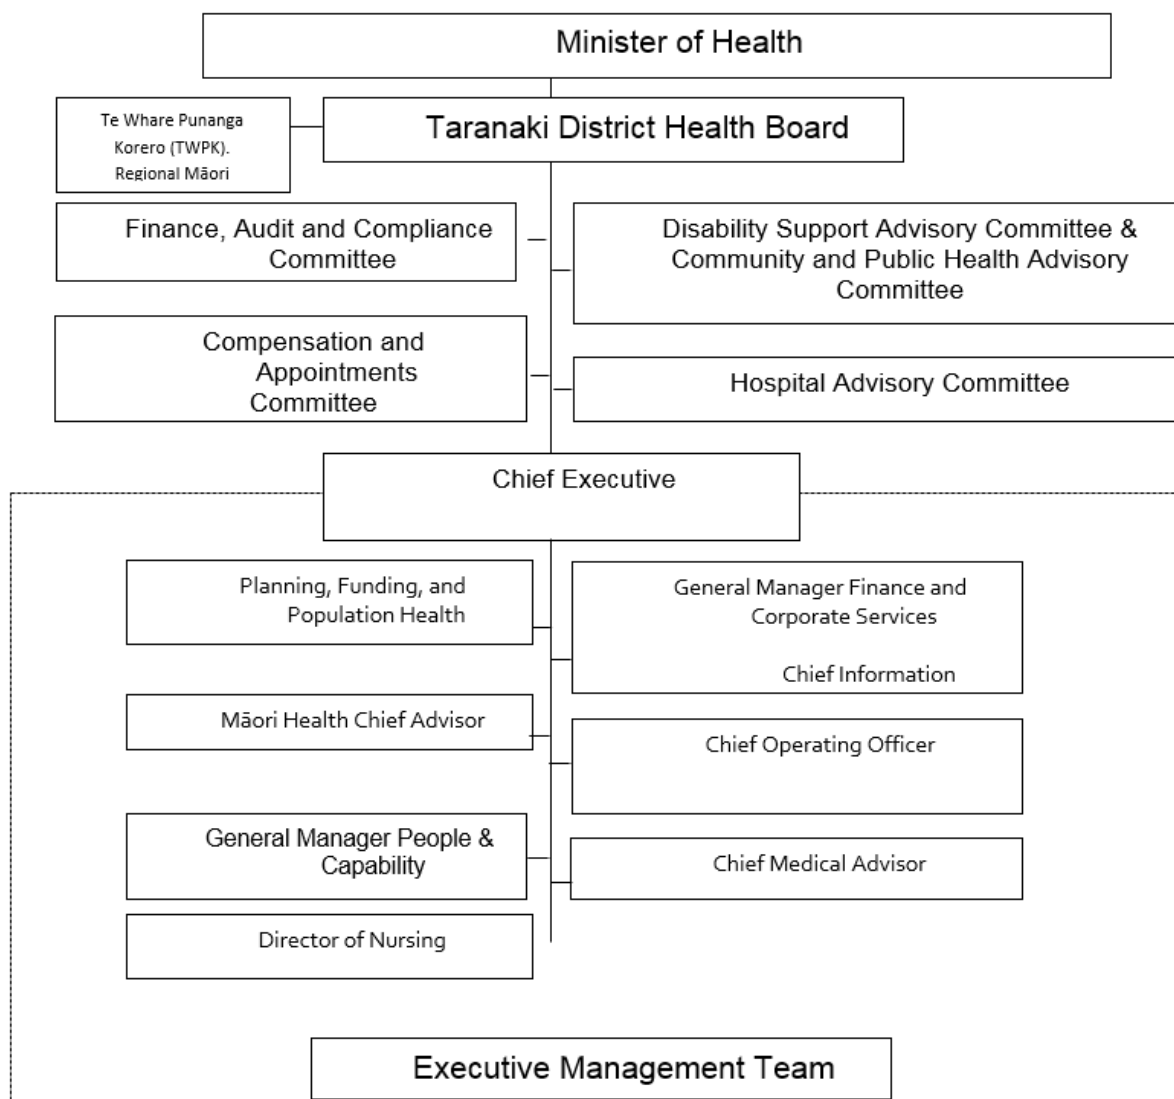 Minister of Health
Te Whare Punanga
Korero (TWPK).
Regional Māori
Taranaki District Health Board
Finance, Audit and Compliance
Committee
Disability Support Advisory Committee &
Community and Public Health Advisory
Committee
Compensation and
Appointments
Committee
Hospital Advisory Committee
Chief Executive
Planning, Funding, and
Population Health
General Manager Finance and
Corporate Services
Chief Information
Māori Health Chief Advisor
Chief Operating Officer
General Manager People &
Capability
Chief Medical Advisor
Director of Nursing
Executive Management Team